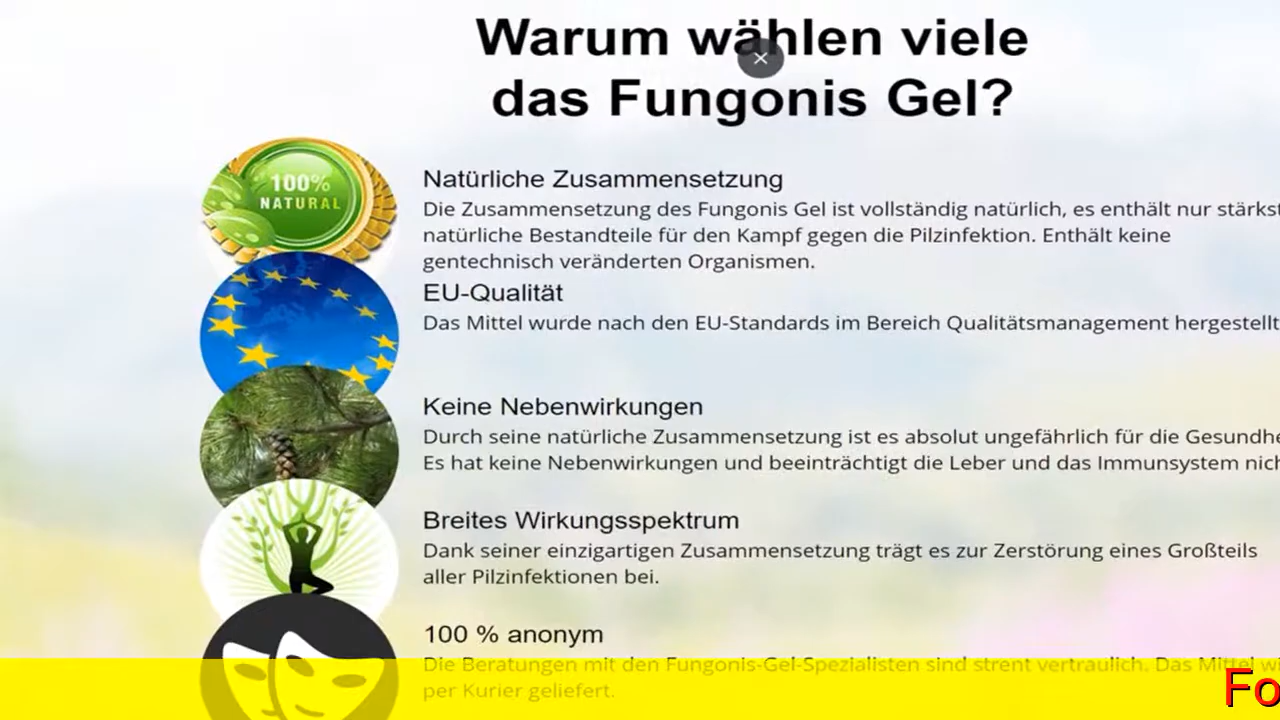 Warum wählen viele
das Fungonis Gel?
100%
NATURAL
Natürliche Zusammensetzung
Die Zusammensetzung des Fungonis Gel ist vollständig natürlich, es enthält nur stärkst
natürliche Bestandteile für den Kampf gegen die Pilzinfektion. Enthält keine
gentechnisch veränderten Organismen.
EU-Qualität
Das Mittel wurde nach den EU-Standards im Bereich Qualitätsmanagement hergestellt
Keine Nebenwirkungen
Durch seine natürliche Zusammensetzung ist es absolut ungefährlich für die Gesundhe
Es hat keine Nebenwirkungen und beeinträchtigt die Leber und das Immunsystem nich
Breites Wirkungsspektrum
Dank seiner einzigartigen Zusammensetzung trägt es zur Zerstörung eines Großteils
aller Pilzinfektionen bei.
100 % anonym
Die Beratungen mit den Fungonis-Gel-Spezialisten sind strent vertraulich. Das Mittel wi
per Kurier geliefert.
Fo